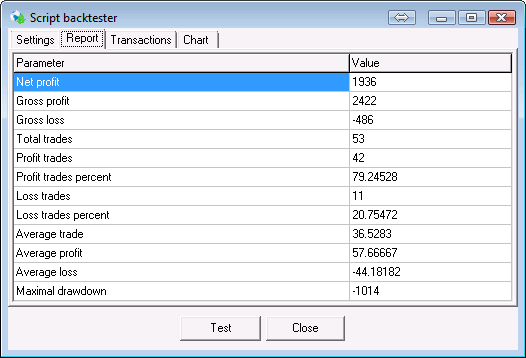 Script backtester
Settings Report Transactions Chart
Parameter Value
Net profit 1936
Gross profit 2422
Gross loss -486
Total trades 53
Profit trades 42
Profit trades percent 79.24528
Loss trades 11
Loss trades percent 20.75472
Average trade 36.5283
Average profit 57.66667
Average loss -44.18182
Maximal drawdown -1014
Test Close